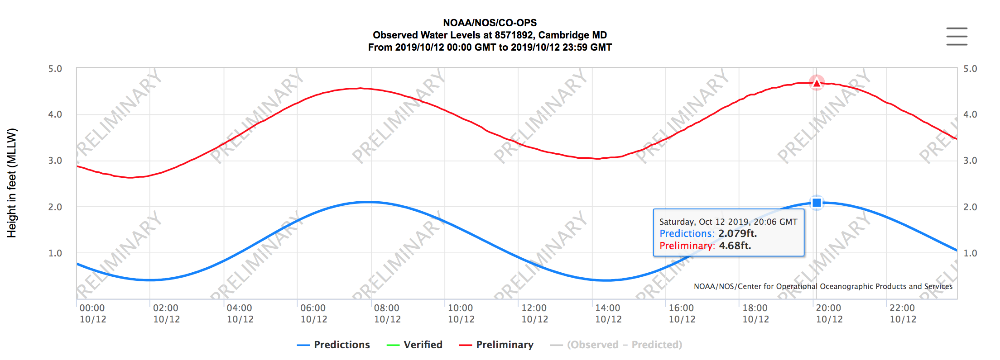 NOAA/NOS/CO-OPS
Observed Water Levels at 8571892, Cambridge MD
From 2019/10/12 00:00 GMT to 2019/10/12 23:59 GMT
Height in feet (MLLW)
5.0
4.0
3.0
2.0
1.0
5.0
4.0
3.0
2.0
1.0
PRELIMINARY PRELIMINARY PRELIMINARY PRELIMINARY PRELIMINARY PRELIMINARY PRELIMINARY
PRELIMINARY PRELIMINARY PRELIMINARY PRELIMINARY PRELIMINARY PRELIMINARY PRELIMINARY
Saturday, Oct 12 2019, 20:06 GMT
Predictions: 2.079ft.
Preliminary: 4.68ft.
NOAA/NOS/Center for Operational Oceanographic Products and Services
00:00 02:00 04:00 06:00 08:00 10:00 12:00 14:00 16:00 18:00 20:00 22:00
10/12 10/12 10/12 10/12 10/12 10/12 10/12 10/12 10/12 10/12 10/12 10/12
Predictions Verified Preliminary (Observed - Predicted)